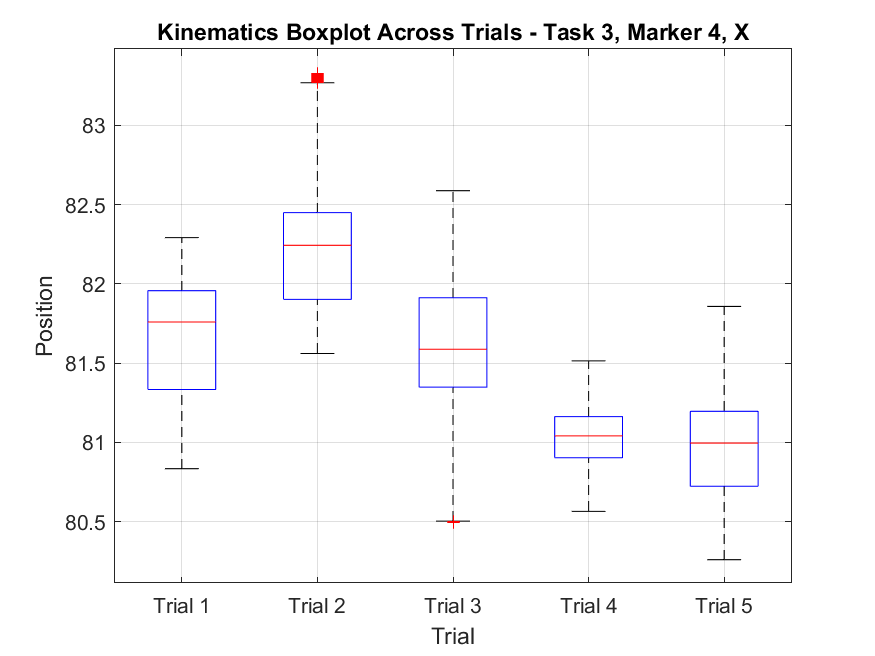 Kinematics Boxplot Across Trials - Task 3, Marker 4, X
83
82.5
82
81.5
81
80.5
Position
Trial 1 Trial 2 Trial 3 Trial 4 Trial 5
Trial